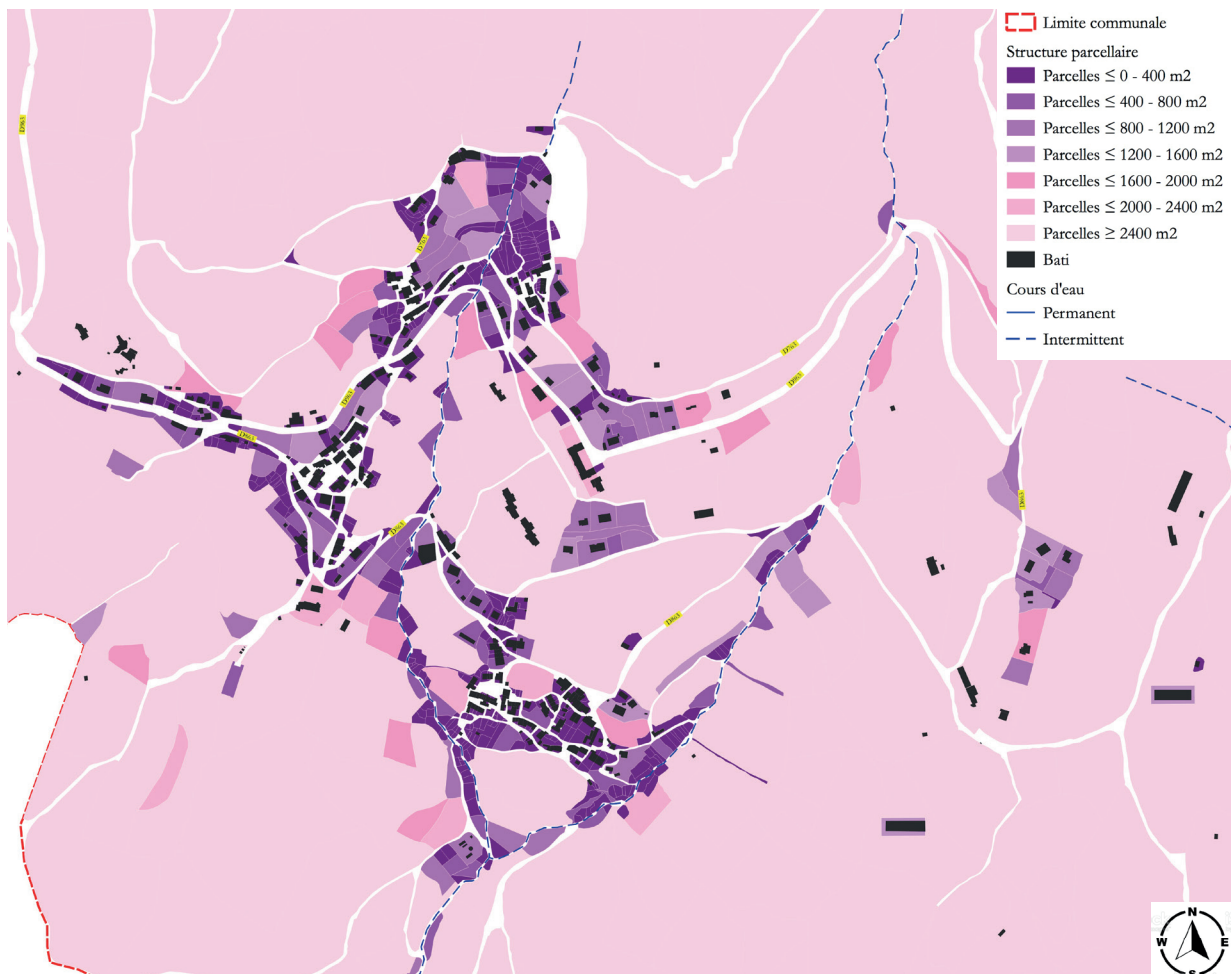 Limite communale
Structure parcellaire
Parcelles ≤ 0 - 400 m2
Parcelles ≤ 400 - 800 m2
Parcelles ≤ 800 - 1200 m2
Parcelles ≤ 1200 - 1600 m2
Parcelles ≤ 1600 - 2000 m2
Parcelles ≤ 2000 - 2400 m2
Parcelles ≥ 2400 m2
Bati
Cours d'eau
Permanent
Intermittent
N
W
E
S